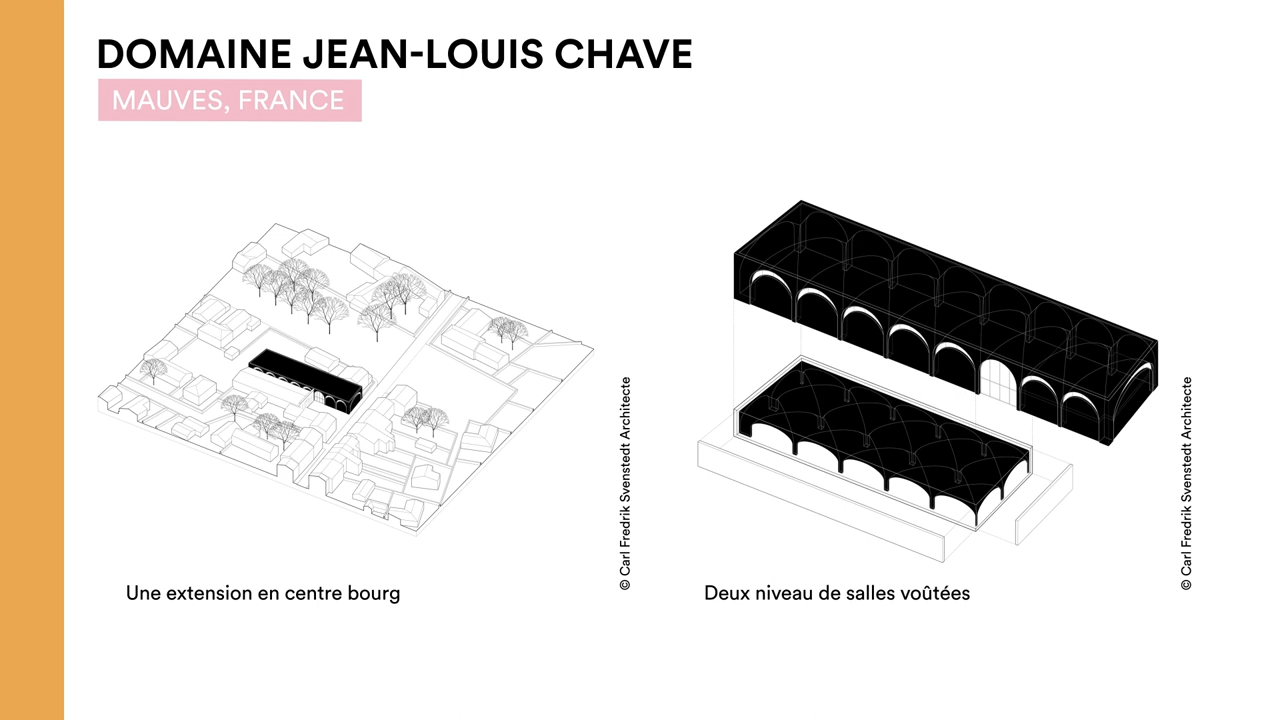 DOMAINE JEAN-LOUIS CHAVE
MAUVES, FRANCE
© Carl Fredrik Svenstedt Architecte
Une extension en centre bourg
© Carl Fredrik Svenstedt Architecte
Deux niveau de salles voûtées